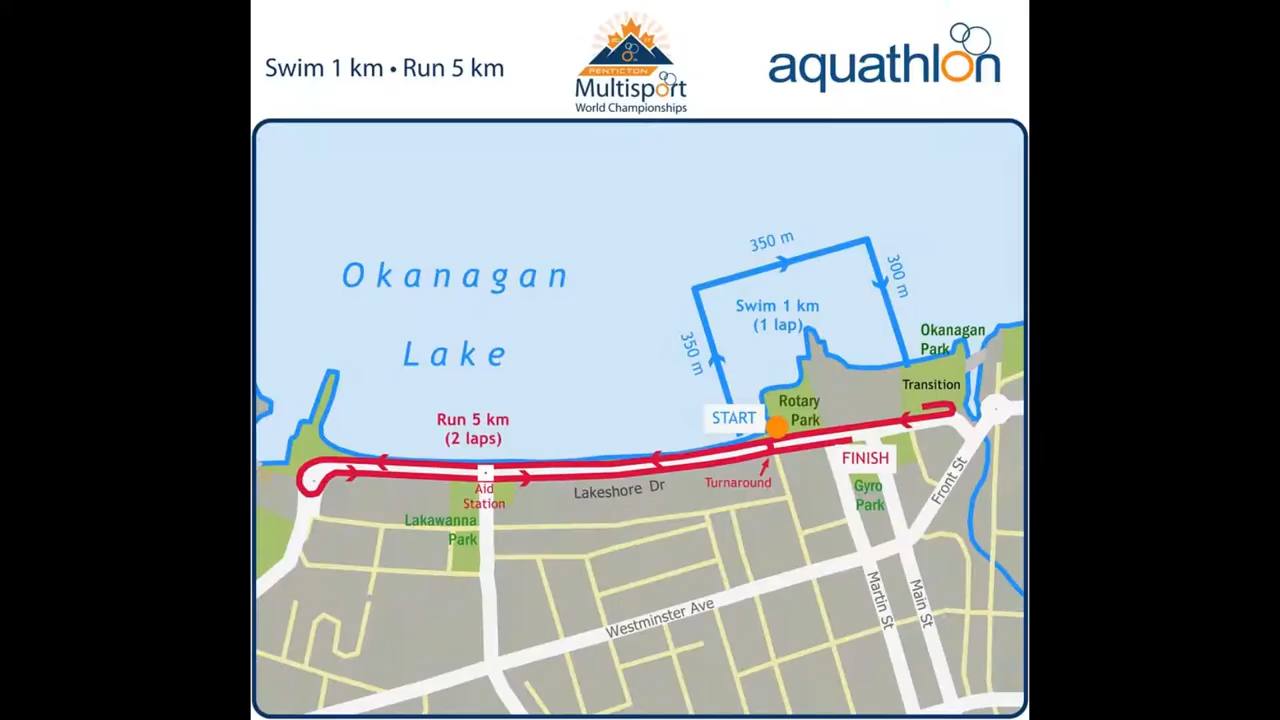 Swim 1 km • Run 5 km
PENTICTON
Multisport
World Championships
aquathlon
350 m
300 m
Okanagan
Lake
Swim 1 km
(1 lap)
350 m
Okanagan
Park
Transition
Rotary
Park
START
Run 5 km
(2 laps)
FINISH
Turnaround
Aid
Station
Lakeshore Dr
Gyro
Park
Front St
Lakawanna
Park
Westminster Ave
Martin St
Main St